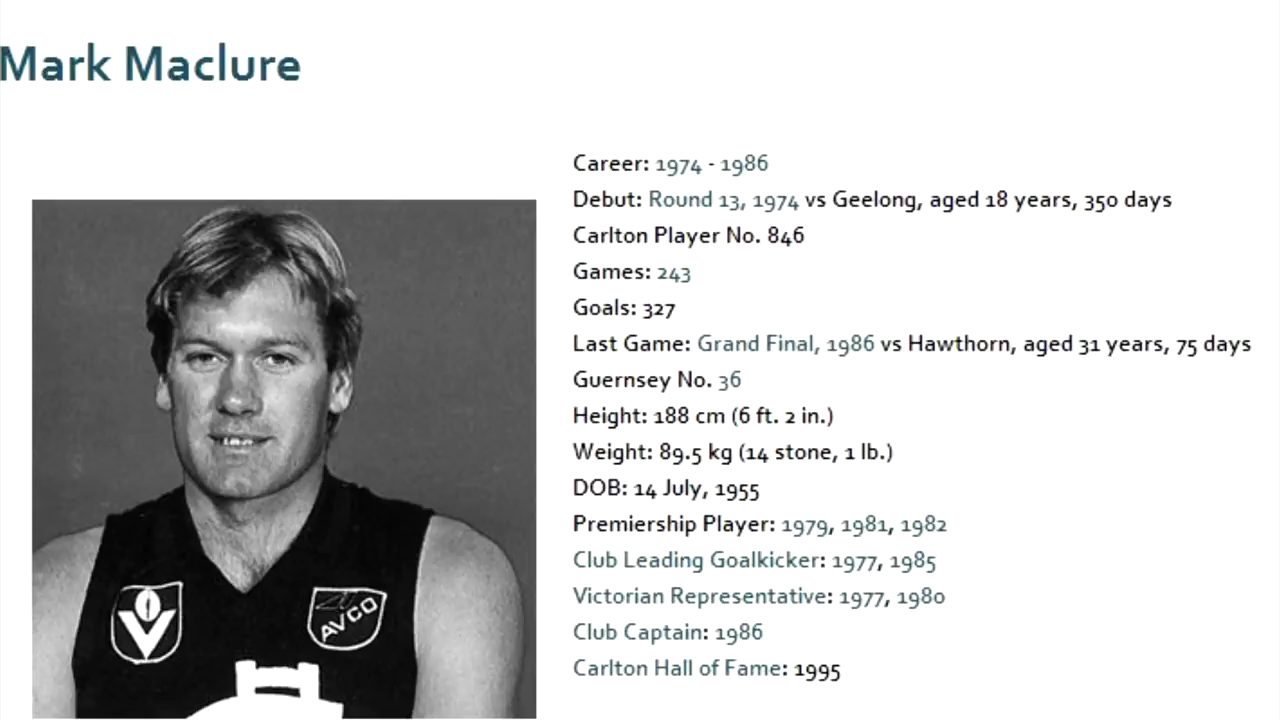 Mark Maclure
Career: 1974 - 1986
Debut: Round 13, 1974 vs Geelong, aged 18 years, 350 days
Carlton Player No. 846
Games: 243
Goals: 327
Last Game: Grand Final, 1986 vs Hawthorn, aged 31 years, 75 days
Guernsey No. 36
Height: 188 cm (6 ft. 2 in.)
Weight: 89.5 kg (14 stone, 1 lb.)
DOB: 14 July, 1955
Premiership Player: 1979, 1981, 1982
Club Leading Goalkicker: 1977, 1985
Victorian Representative: 1977, 1980
Club Captain: 1986
Carlton Hall of Fame: 1995
V
AVCO